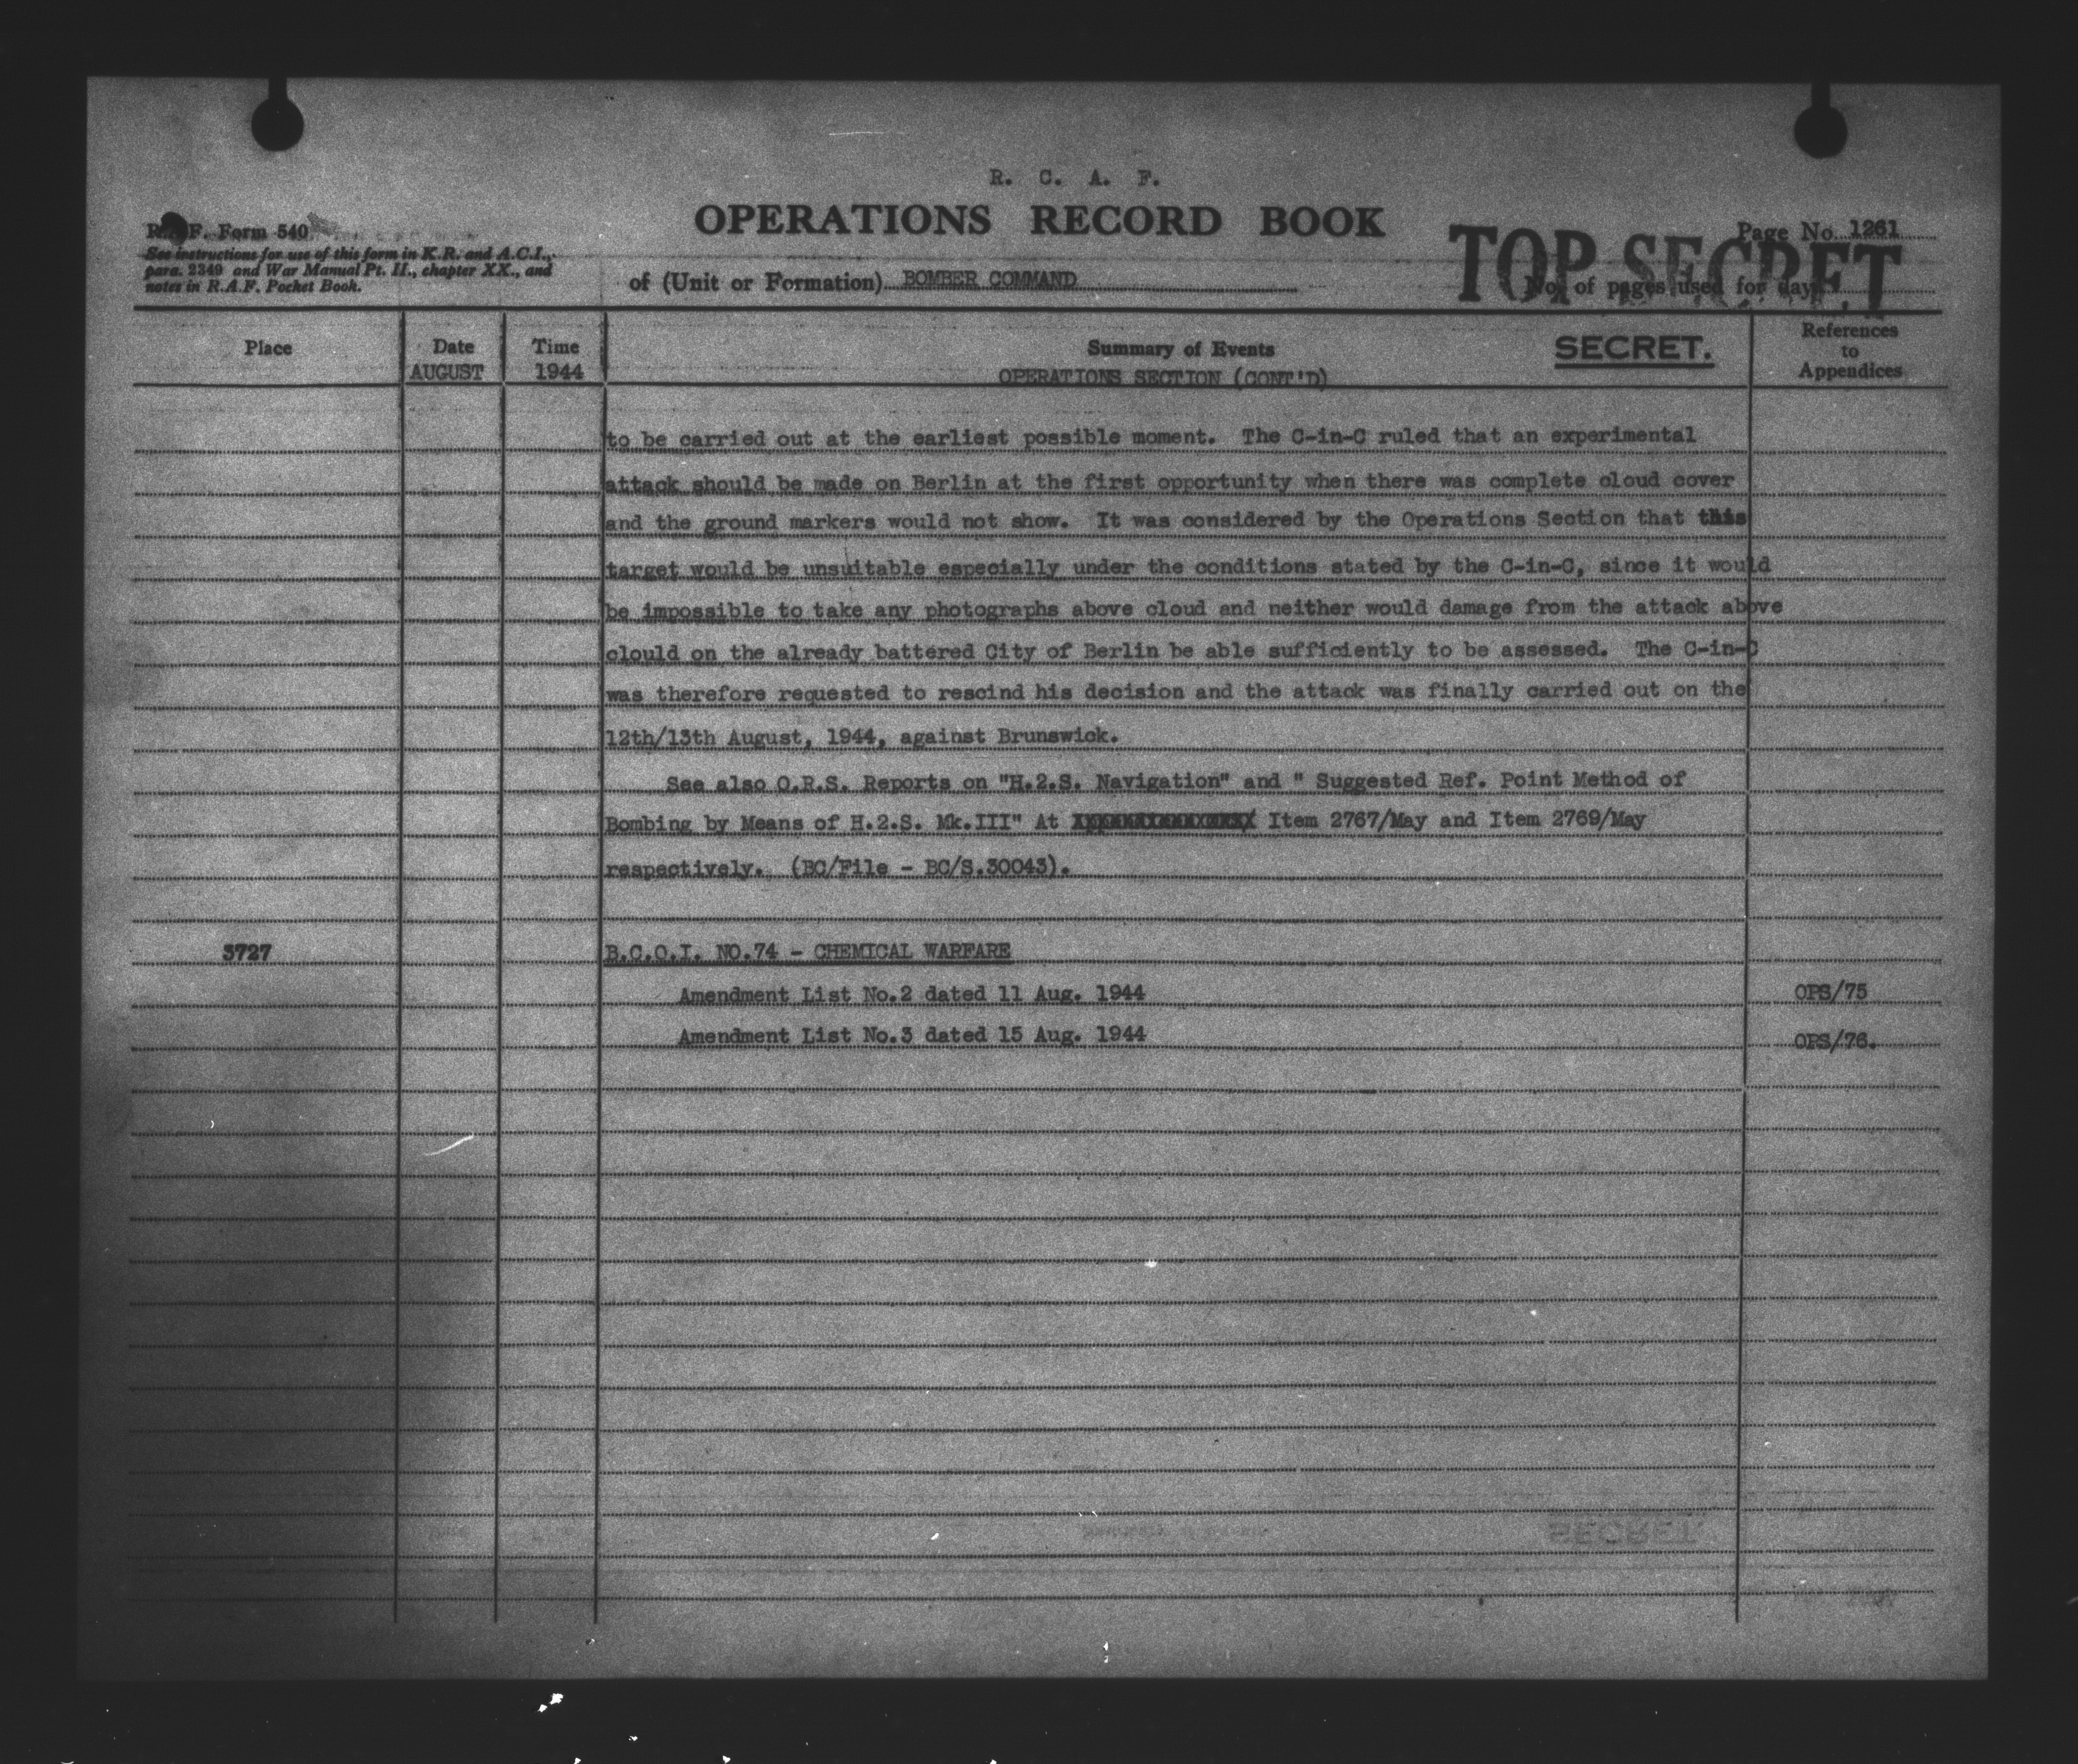 R. C. A. F.
OPERATIONS RECORD BOOK
R.A.F. Form 540
See instructions for use of this form in K.R. and A.C.I.,
para. 2349 and War Manual Pt. II., chapter XX., and
notes in R.A.F. Pocket Book.
of (Unit or Formation) BOMBER COMMAND
Page No. 1261
TOP SECRET
No. of pages used for day
Place
Date
AUGUST
Time
1944
Summary of Events
OPERATIONS SECTION (CONT'D)
SECRET.
References
to
Appendices
to be carried out at the earliest possible moment. The C-in-C ruled that an experimental
attack should be made on Berlin at the first opportunity when there was complete cloud cover
and the ground markers would not show. It was considered by the Operations Section that this
target would be unsuitable especially under the conditions stated by the C-in-C, since it would
be impossible to take any photographs above cloud and neither would damage from the attack above
clould on the already battered City of Berlin be able sufficiently to be assessed. The C-in-C
was therefore requested to rescind his decision and the attack was finally carried out on the
12th/13th August, 1944, against Brunswick.
See also O.R.S. Reports on "H.2.S. Navigation" and " Suggested Ref. Point Method of
Bombing by Means of H.2.S. Mk.III" At Item 2767/May and Item 2769/May
respectively. (BC/File - BC/S.30043).
3727 B.C.O.I. NO.74 - CHEMICAL WARFARE
Amendment List No.2 dated 11 Aug. 1944 OPS/75
Amendment List No.3 dated 15 Aug. 1944 OPS/76.
SECRET